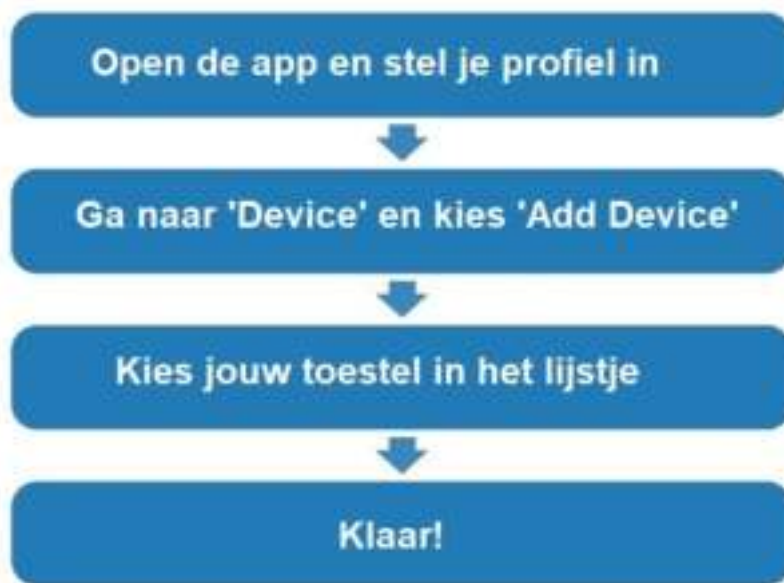 Open de app en stel je profiel in
Ga naar 'Device' en kies 'Add Device'
Kies jouw toestel in het lijstje
Klaar!